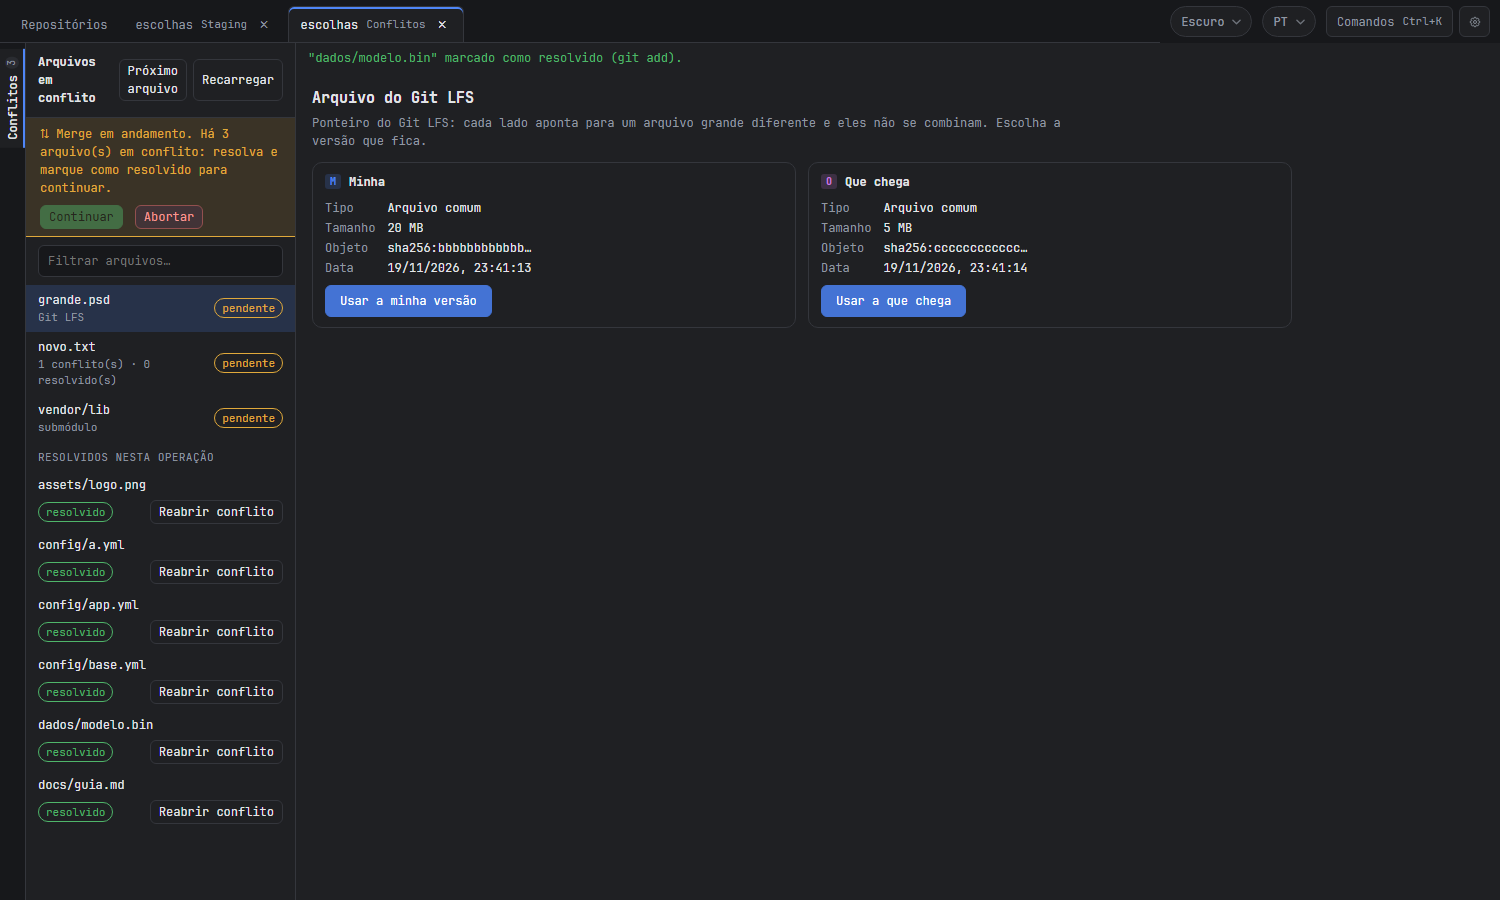 Repositórios
escolhas Staging ×
escolhas Conflitos ×
Escuro
PT
Comandos Ctrl+K
Conflitos 3
Arquivos em conflito
Próximo arquivo
Recarregar
⇅ Merge em andamento. Há 3
arquivo(s) em conflito: resolva e
marque como resolvido para
continuar.
Continuar
Abortar
Filtrar arquivos…
grande.psd
Git LFS
pendente
novo.txt
1 conflito(s) · 0
resolvido(s)
pendente
vendor/lib
submódulo
pendente
RESOLVIDOS NESTA OPERAÇÃO
assets/logo.png
resolvido
Reabrir conflito
config/a.yml
resolvido
Reabrir conflito
config/app.yml
resolvido
Reabrir conflito
config/base.yml
resolvido
Reabrir conflito
dados/modelo.bin
resolvido
Reabrir conflito
docs/guia.md
resolvido
Reabrir conflito
"dados/modelo.bin" marcado como resolvido (git add).
Arquivo do Git LFS
Ponteiro do Git LFS: cada lado aponta para um arquivo grande diferente e eles não se combinam. Escolha a
versão que fica.
M Minha
Tipo Arquivo comum
Tamanho 20 MB
Objeto sha256:bbbbbbbbbbbb…
Data 19/11/2026, 23:41:13
Usar a minha versão
O Que chega
Tipo Arquivo comum
Tamanho 5 MB
Objeto sha256:cccccccccccc…
Data 19/11/2026, 23:41:14
Usar a que chega